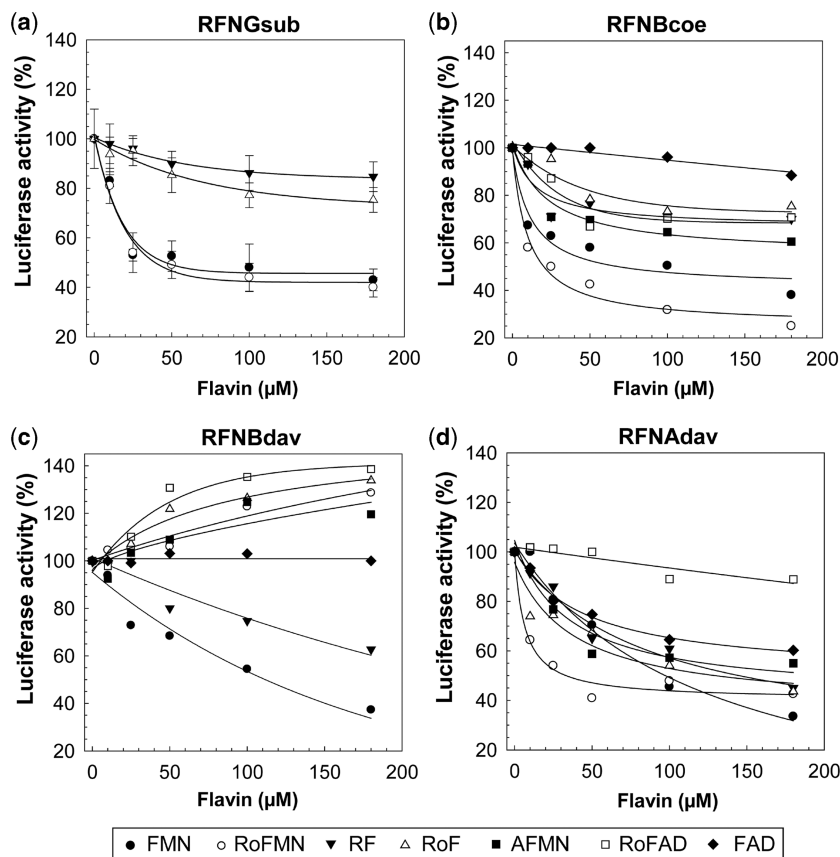 (a) RFNGsub
Luciferase activity (%)
140
120
100
80
60
40
20
0 50 100 150 200
Flavin (µM)
(b) RFNBcoe
Luciferase activity (%)
140
120
100
80
60
40
20
0 50 100 150 200
Flavin (µM)
(c) RFNBdav
Luciferase activity (%)
140
120
100
80
60
40
20
0 50 100 150 200
Flavin (µM)
(d) RFNAdav
Luciferase activity (%)
140
120
100
80
60
40
20
0 50 100 150 200
Flavin (µM)
FMN RoFMN RF RoF AFMN RoFAD FAD